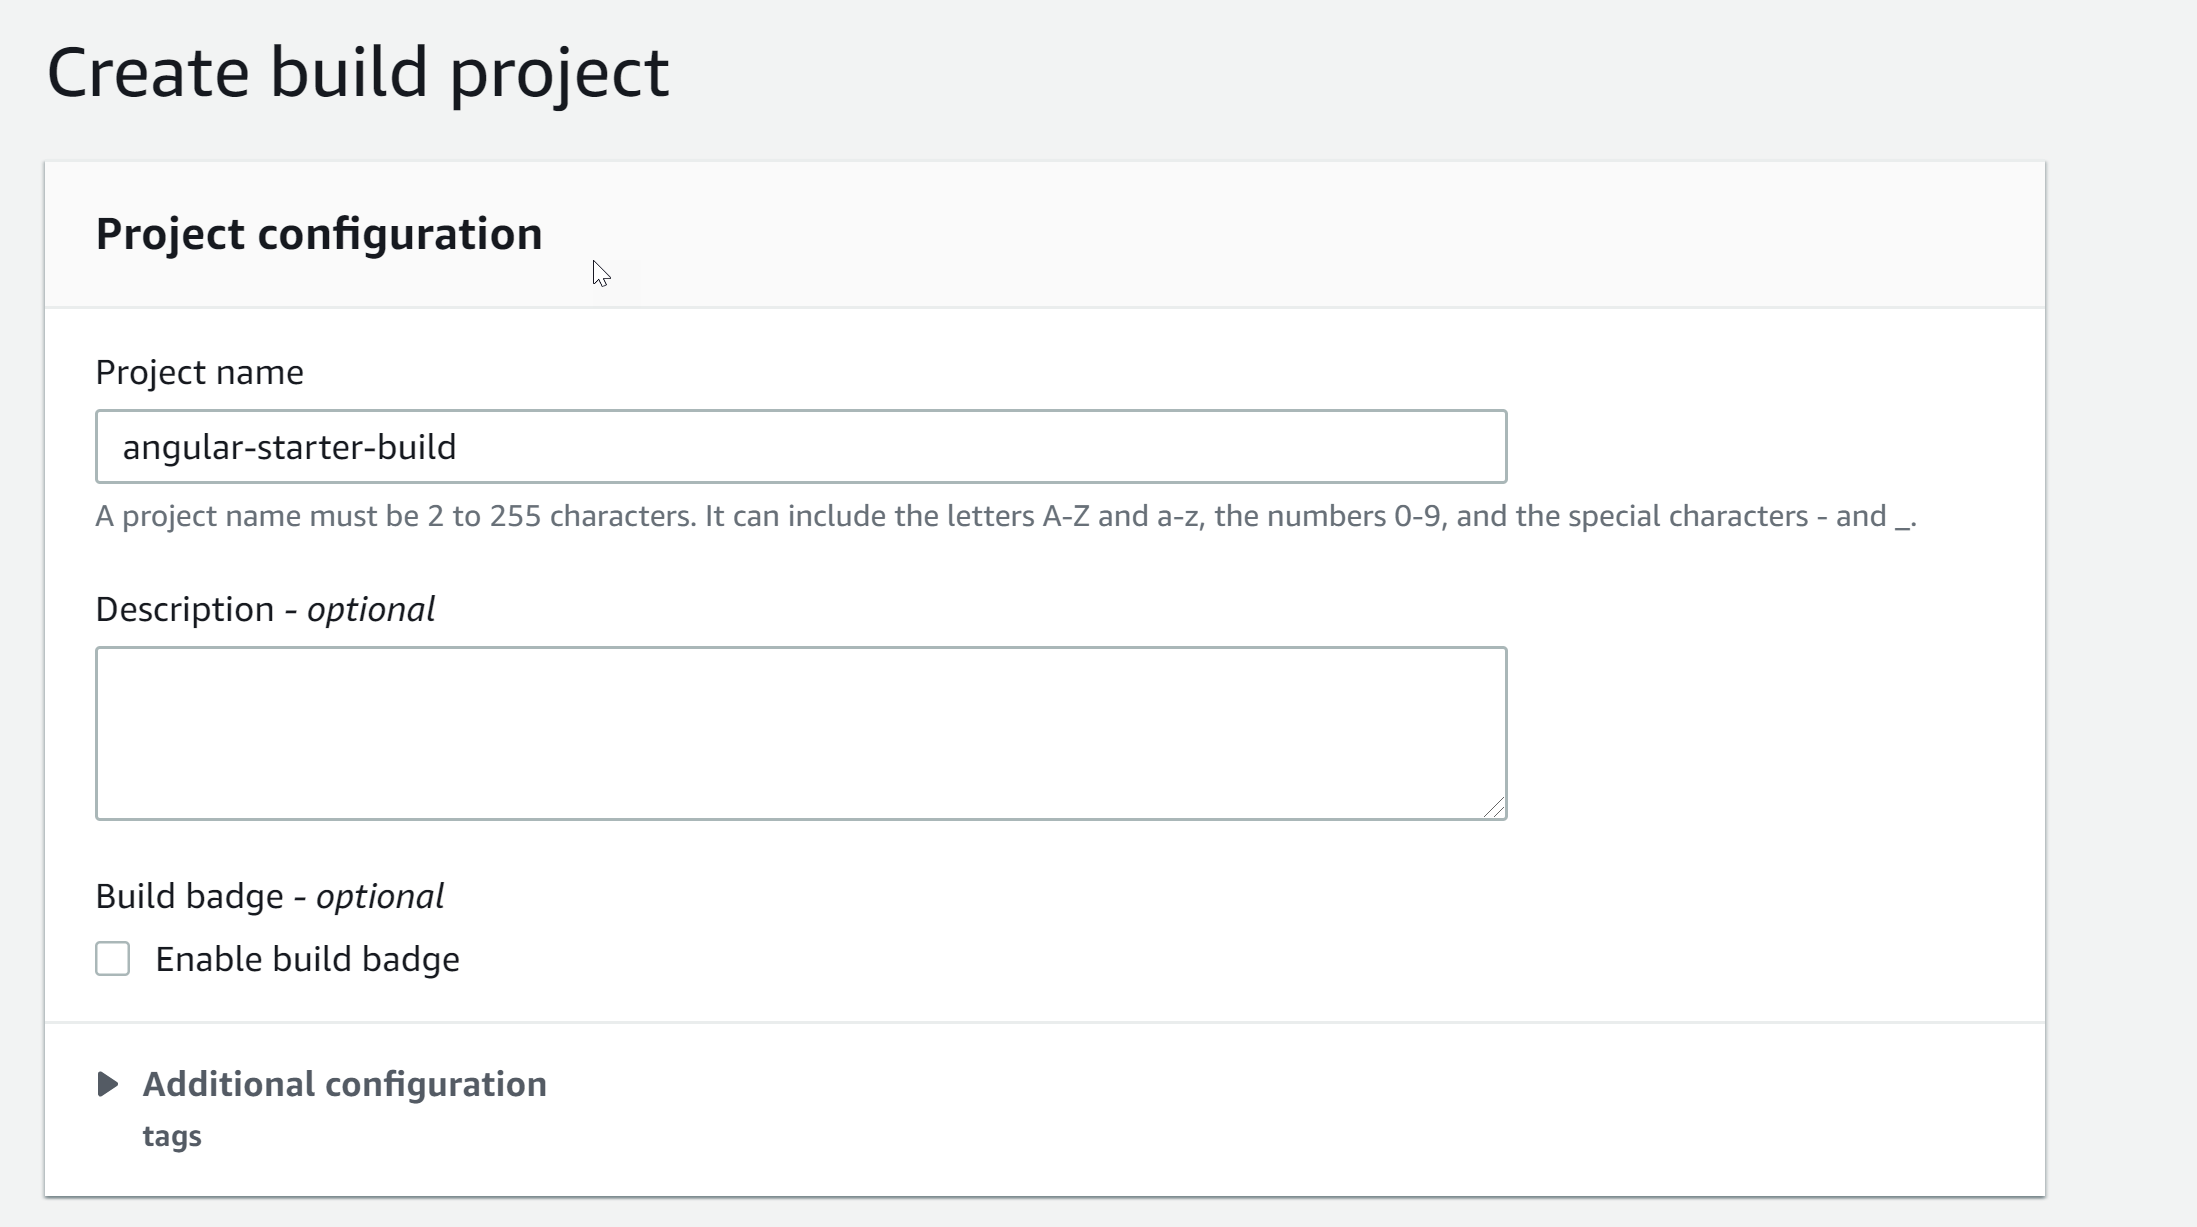 Create build project
Project configuration
Project name
angular-starter-build
A project name must be 2 to 255 characters. It can include the letters A-Z and a-z, the numbers 0-9, and the special characters - and _.
Description - optional
Build badge - optional
Enable build badge
Additional configuration
tags